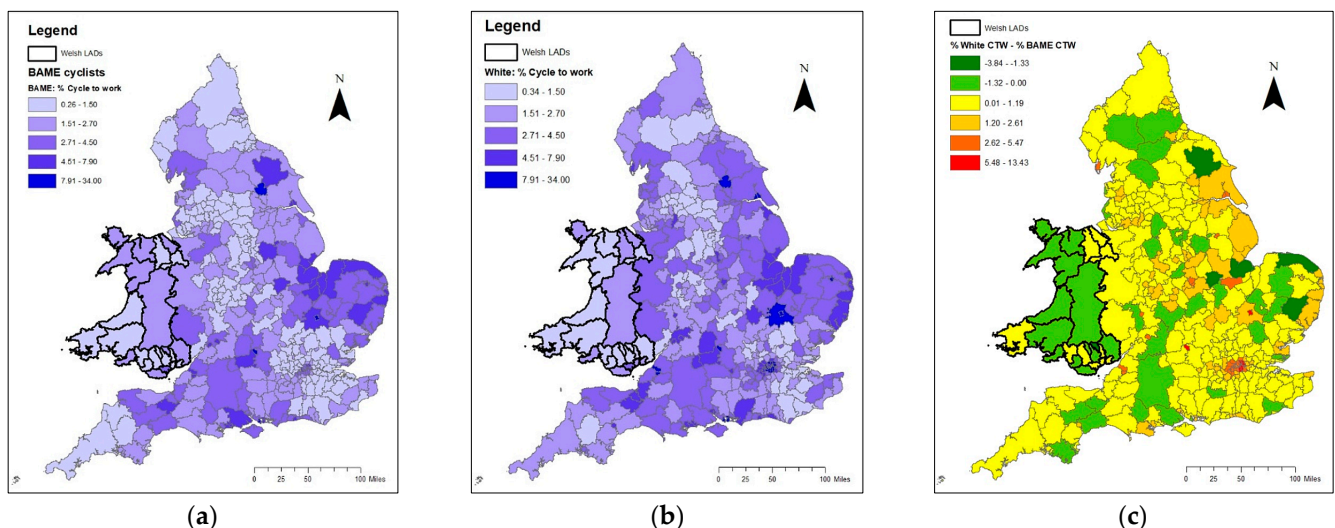 Legend
Welsh LADs
BAME cyclists
BAME: % Cycle to work
0.26 - 1.50
1.51 - 2.70
2.71 - 4.50
4.51 - 7.90
7.91 - 34.00
N
0 25 50 100 Miles
(a)
Legend
Welsh LADs
White: % Cycle to work
0.34 - 1.50
1.51 - 2.70
2.71 - 4.50
4.51 - 7.90
7.91 - 34.00
N
0 25 50 100 Miles
(b)
Welsh LADs
% White CTW - % BAME CTW
-3.84 - -1.33
-1.32 - 0.00
0.01 - 1.19
1.20 - 2.61
2.62 - 5.47
5.48 - 13.43
N
0 25 50 100 Miles
(c)